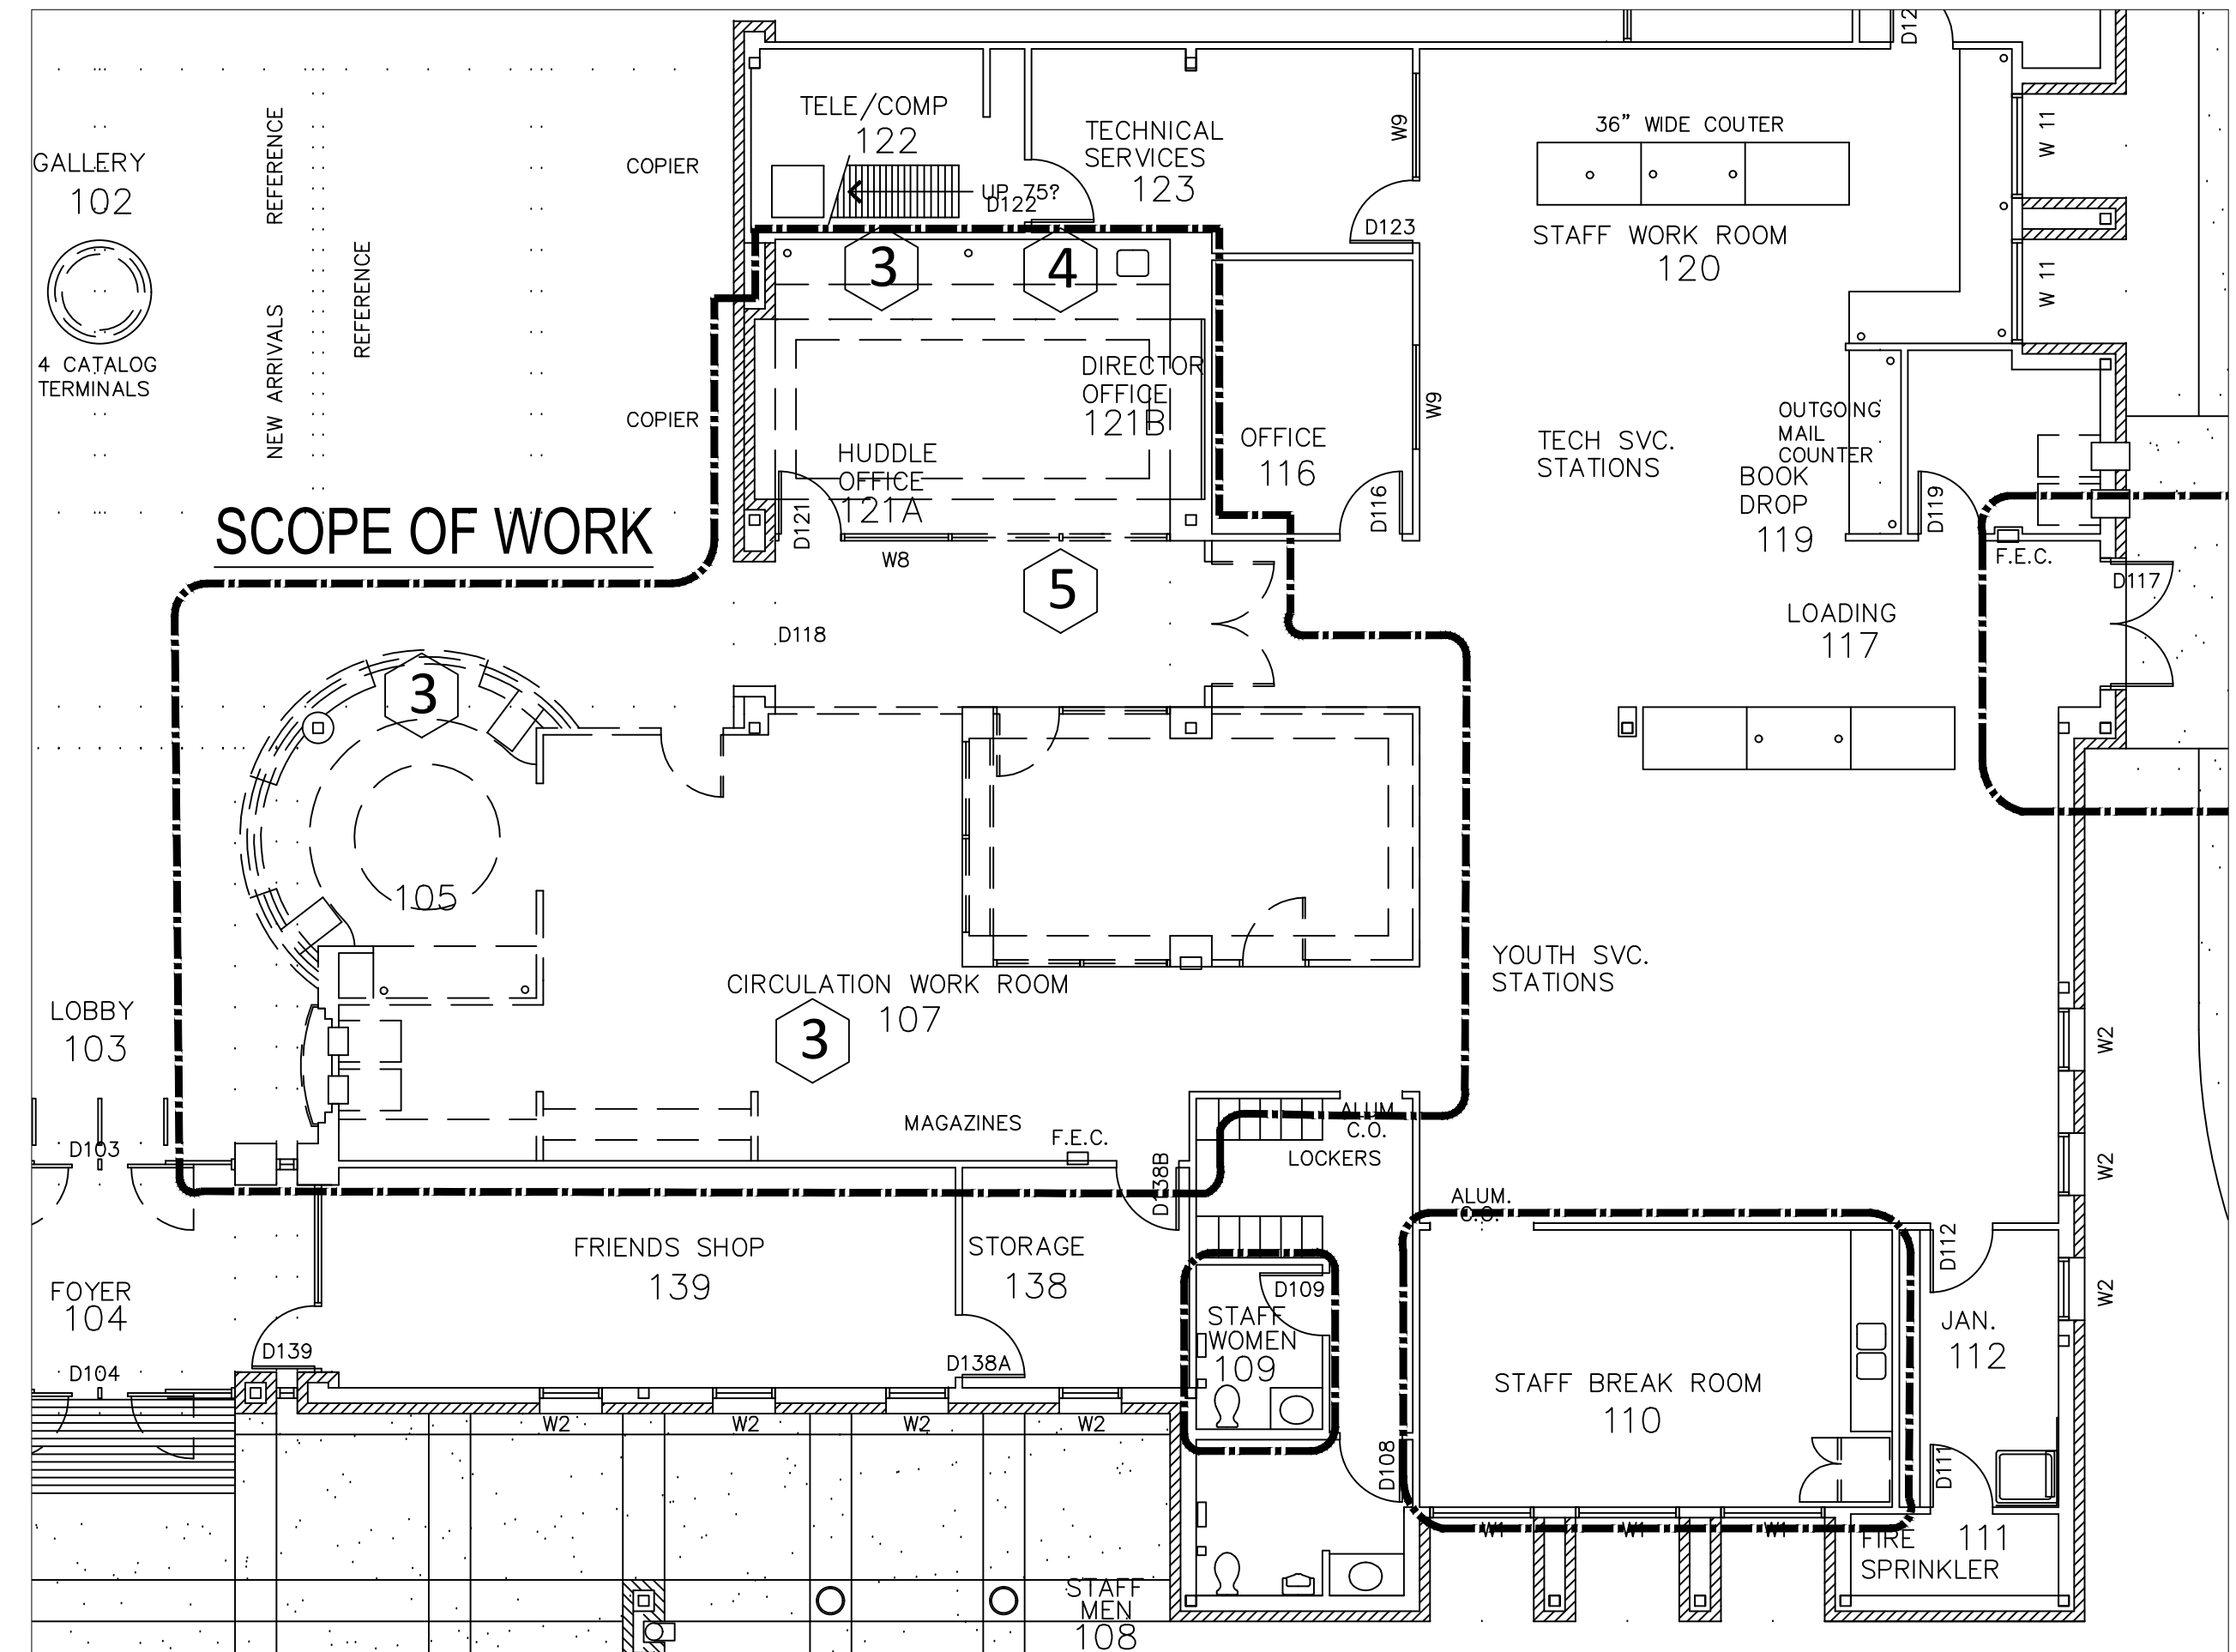 TELE/COMP
122
TECHNICAL
SERVICES
123
W9
36” WIDE COUTER
W 11
GALLERY
102
REFERENCE
COPIER
UP 75?
D122
D123
STAFF WORK ROOM
120
W 11
3
4
REFERENCE
NEW ARRIVALS
4 CATALOG
TERMINALS
COPIER
DIRECTOR
OFFICE
121B
HUDDLE
OFFICE
121A
OFFICE
116
W9
D116
TECH SVC.
STATIONS
OUTGOING
MAIL
COUNTER
BOOK
DROP
119
D119
F.E.C.
D117
SCOPE OF WORK
D121
W8
5
D118
LOADING
117
3
105
CIRCULATION WORK ROOM
107
3
YOUTH SVC.
STATIONS
LOBBY
103
W2
MAGAZINES
F.E.C.
D138B
ALUM
C.O.
LOCKERS
D103
W2
ALUM.
C.O.
D112
FRIENDS SHOP
139
STORAGE
138
D109
STAFF
WOMEN
109
W2
FOYER
104
D139
D138A
D104
JAN.
112
STAFF BREAK ROOM
110
W2
W2
W2
W2
D108
D111
W1
W1
W1
FIRE
SPRINKLER
111
STAFF
MEN
108